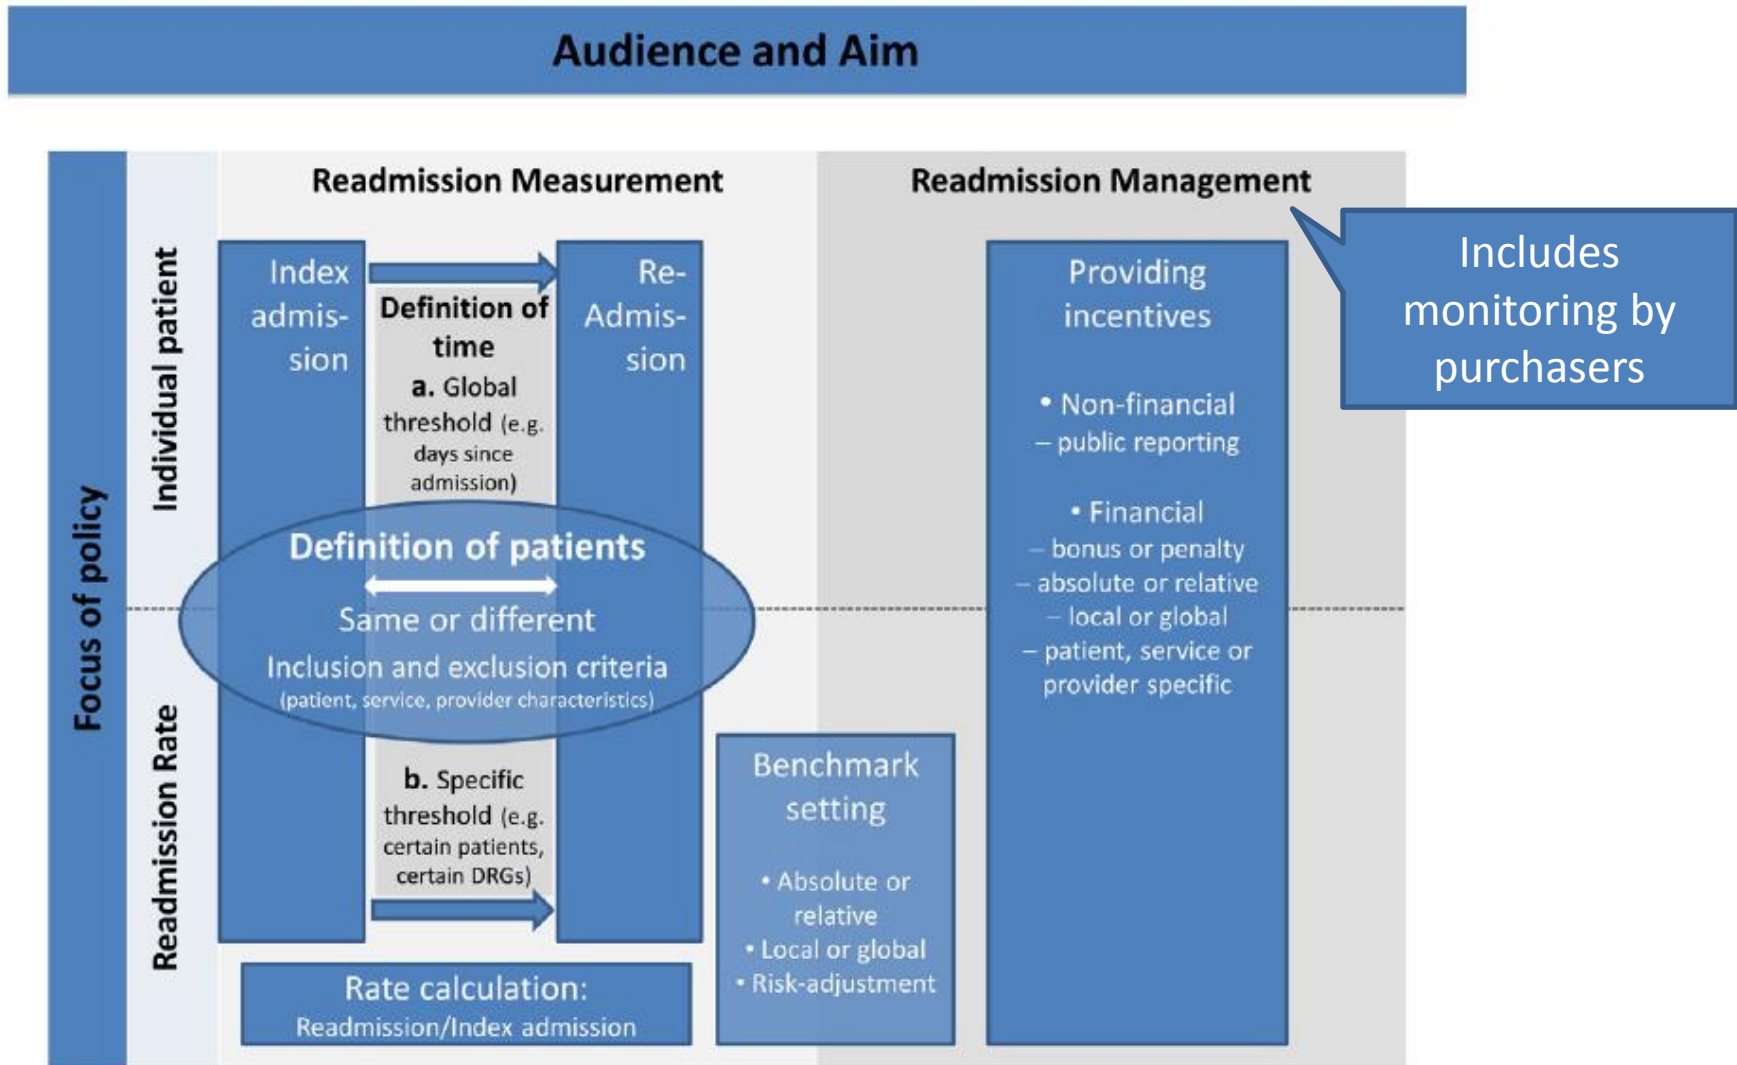 Audience and Aim
Focus of policy
Individual patient
Readmission Rate
Readmission Measurement
Index
admis-
sion
Definition of
time
a. Global
threshold (e.g.
days since
admission)
Re-
Admis-
sion
Definition of patients
Same or different
Inclusion and exclusion criteria
(patient, service, provider characteristics)
b. Specific
threshold (e.g.
certain patients,
certain DRGs)
Rate calculation:
Readmission/Index admission
Benchmark
setting
• Absolute or
relative
• Local or global
• Risk-adjustment
Readmission Management
Providing
incentives
• Non-financial
– public reporting
• Financial
– bonus or penalty
– absolute or relative
– local or global
– patient, service or
provider specific
Includes
monitoring by
purchasers